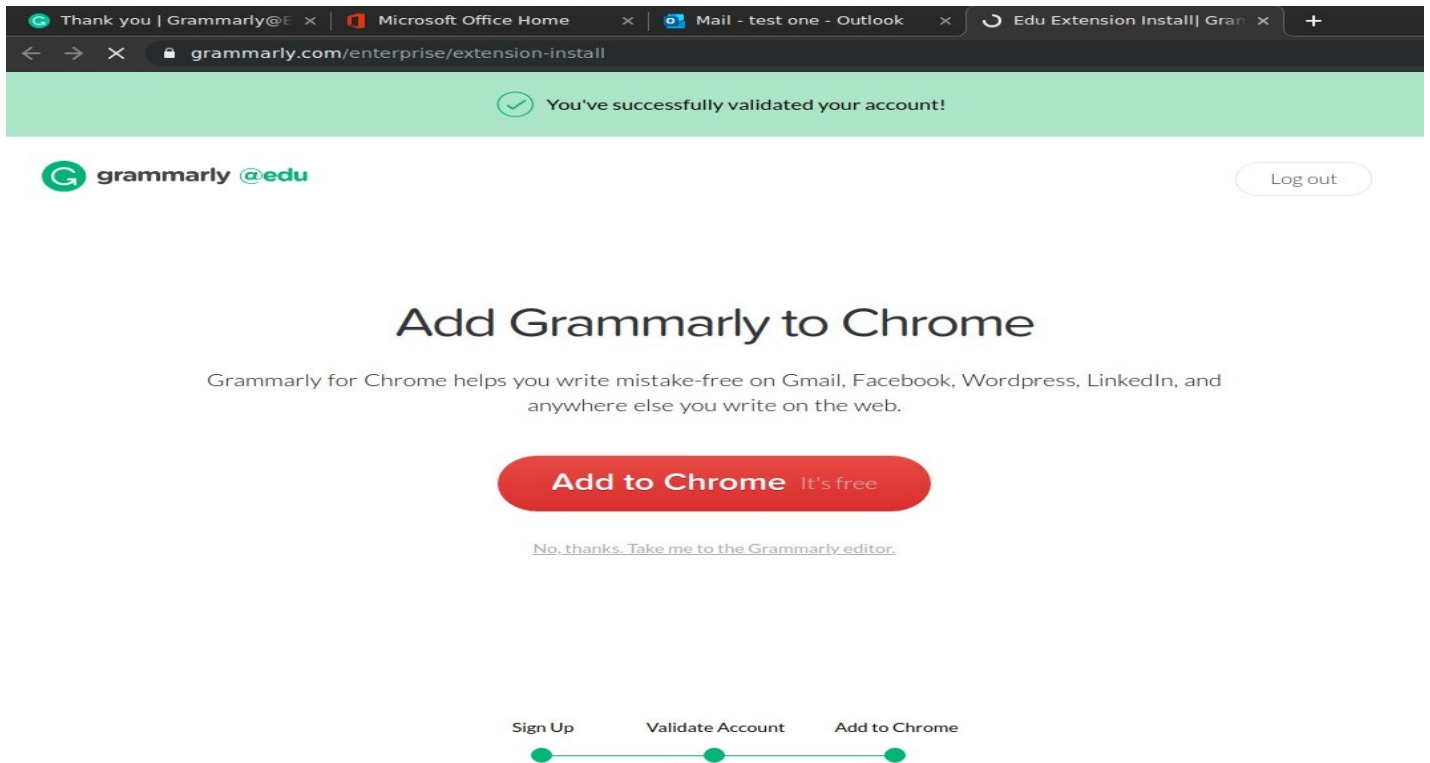 Thank you | Grammarly@E
Microsoft Office Home
Mail - test one - Outlook
Edu Extension Install| Gran
grammarly.com/enterprise/extension-install
You've successfully validated your account!
grammarly @edu
Log out
Add Grammarly to Chrome
Grammarly for Chrome helps you write mistake-free on Gmail, Facebook, Wordpress, LinkedIn, and
anywhere else you write on the web.
Add to Chrome It's free
No, thanks. Take me to the Grammarly editor.
Sign Up Validate Account Add to Chrome